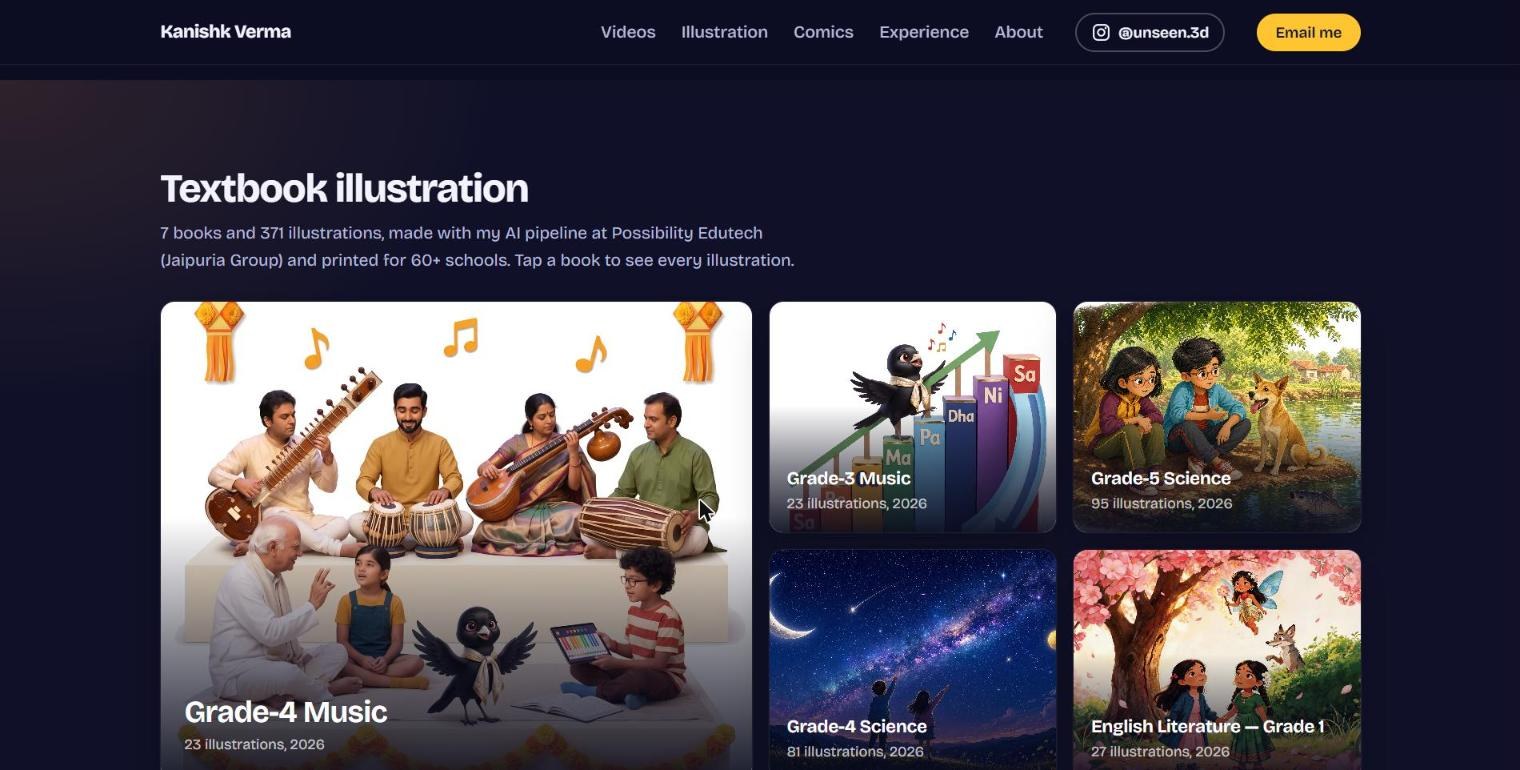 Kanishk Verma
Videos
Illustration
Comics
Experience
About
@unseen.3d
Email me
Textbook illustration
7 books and 371 illustrations, made with my AI pipeline at Possibility Edutech
(Jaipuria Group) and printed for 60+ schools. Tap a book to see every illustration.
Grade-4 Music
23 illustrations, 2026
Sa
Ni
Dha
Pa
Ma
Sa
Grade-3 Music
23 illustrations, 2026
Grade-5 Science
95 illustrations, 2026
Grade-4 Science
81 illustrations, 2026
English Literature — Grade 1
27 illustrations, 2026